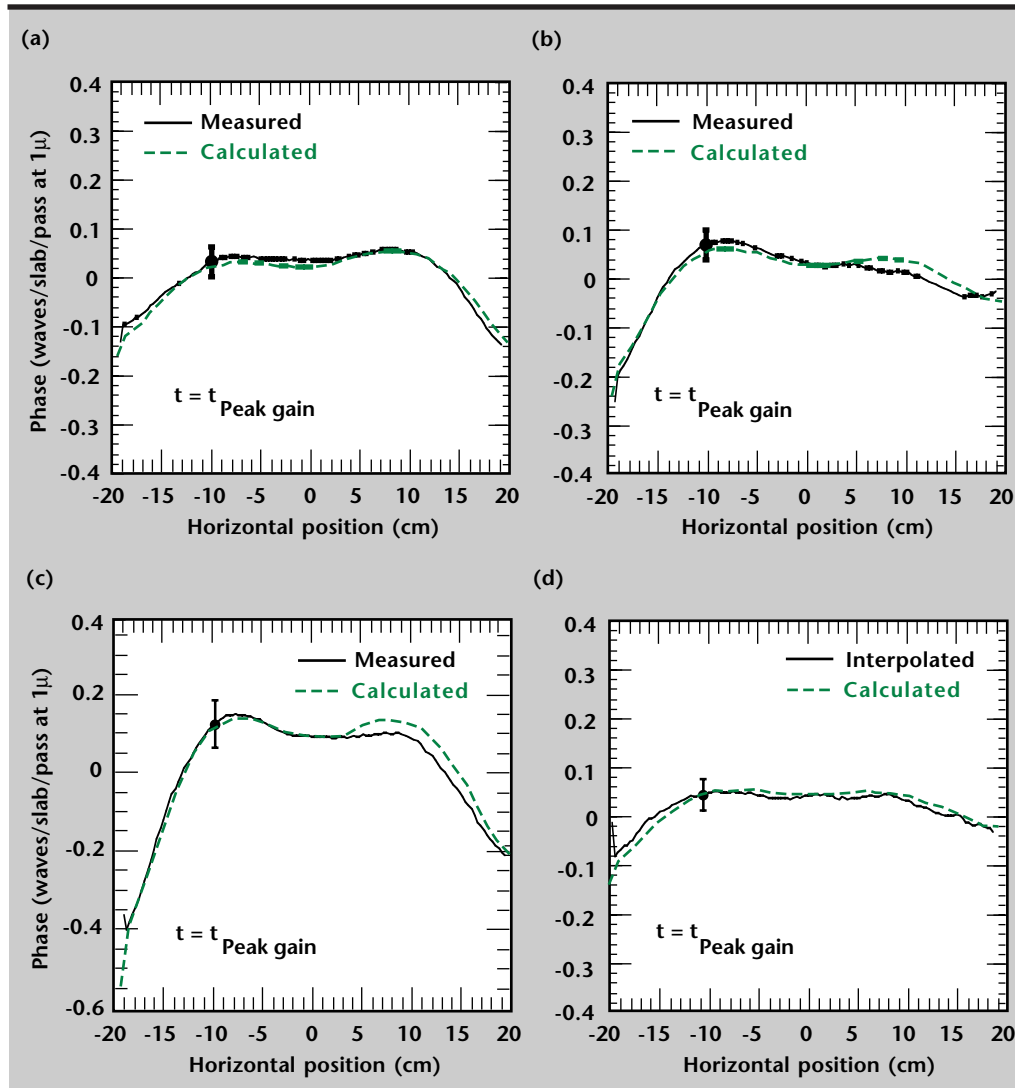 (a)
0.4
0.3
0.2
0.1
0
-0.1
-0.2
-0.3
-0.4
Phase (waves/slab/pass at 1μ)
Measured
Calculated
t = t Peak gain
-20 -15 -10 -5 0 5 10 15 20
Horizontal position (cm)
(b)
0.4
0.3
0.2
0.1
0
-0.1
-0.2
-0.3
-0.4
Measured
Calculated
t = t Peak gain
-20 -15 -10 -5 0 5 10 15 20
Horizontal position (cm)
(c)
0.4
0.2
0
-0.2
-0.4
-0.6
Phase (waves/slab/pass at 1μ)
Measured
Calculated
t = t Peak gain
-20 -15 -10 -5 0 5 10 15 20
Horizontal position (cm)
(d)
0.4
0.3
0.2
0.1
0
-0.1
-0.2
-0.3
-0.4
Interpolated
Calculated
t = t Peak gain
-20 -15 -10 -5 0 5 10 15 20
Horizontal position (cm)